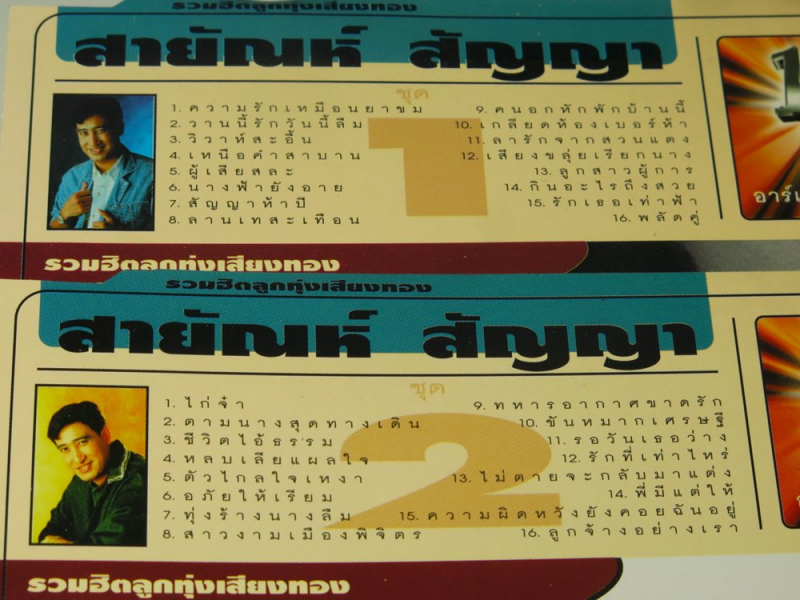 รวมฮิตลูกทุ่งเสียงทอง
สายัณห์ สัญญา
ชุด
1
1. ความรักเหมือนยาขม
2. วานนี้รักวันนี้ลืม
3. วิวาห์สะอื้น
4. เหนือคำสาบาน
5. ผู้เสียสละ
6. นางฟ้ายังอาย
7. สัญญาห้าปี
8. ลานเทสะเทือน
9. คนอกหักพักบ้านนี้
10. เกลียดห้องเบอร์ห้า
11. ลารักจากสวนแตง
12. เสียงขลุ่ยเรียกนาง
13. ลูกสาวผู้การ
14. กินอะไรถึงสวย
15. รักเธอเท่าฟ้า
16. พลัดคู่
รวมฮิตลูกทุ่งเสียงทอง
รวมฮิตลูกทุ่งเสียงทอง
สายัณห์ สัญญา
ชุด
2
1. ไก่จ๋า
2. ตามนางสุดทางเดิน
3. ชีวิตไอ้ธรรม
4. หลบเลียแผลใจ
5. ตัวไกลใจเหงา
6. อภัยให้เรียม
7. ทุ่งร้างนางลืม
8. สาวงามเมืองพิจิตร
9. ทหารอากาศขาดรัก
10. ขันหมากเศรษฐี
11. รอวันเธอว่าง
12. รักที่เท่าไหร่
13. ไม่ตายจะกลับมาแต่ง
14. พี่มีแต่ให้
15. ความผิดหวังยังคอยฉันอยู่
16. ลูกจ้างอย่างเรา
รวมฮิตลูกทุ่งเสียงทอง